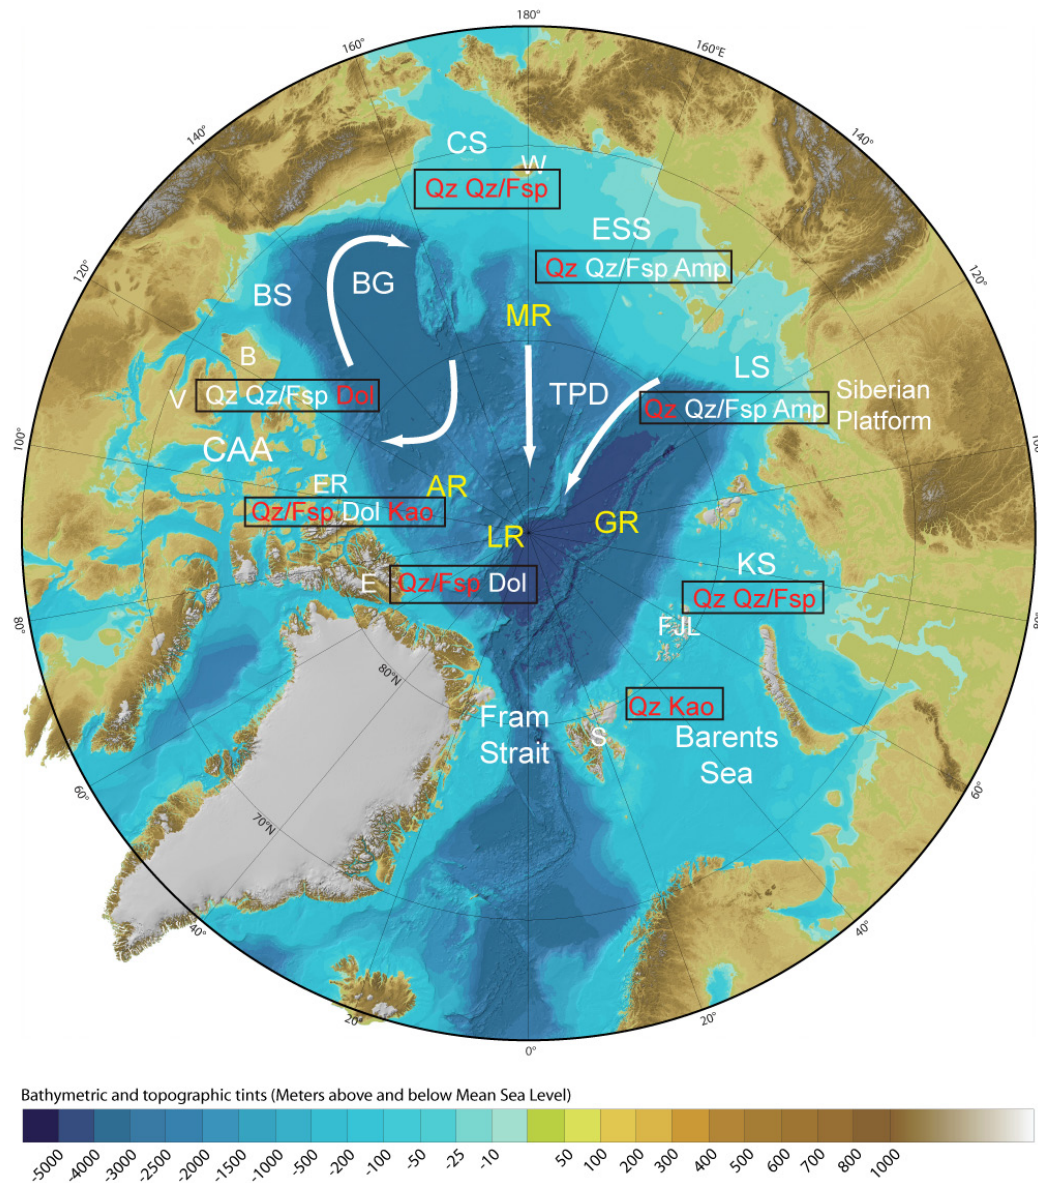 180°
160°
160°E
140°
140°
CS
W
Qz Qz/Fsp
ESS
Qz Qz/Fsp Amp
120°
120°
BG
BS
MR
B
V
Qz Qz/Fsp Dol
TPD
LS
Qz Qz/Fsp Amp
Siberian
Platform
100°
CAA
ER
Qz/Fsp Dol Kao
AR
LR
GR
E
Qz/Fsp Dol
KS
Qz Qz/Fsp
FJL
80°
80°
80°N
Qz Kao
Fram
Strait
S
Barents
Sea
60°
60°
70°N
40°
40°
20°
20°
0°
Bathymetric and topographic tints (Meters above and below Mean Sea Level)
-5000 -4000 -3000 -2500 -2000 -1500 -1000 -500 -200 -100 -50 -25 -10 50 100 200 300 400 500 600 700 800 1000